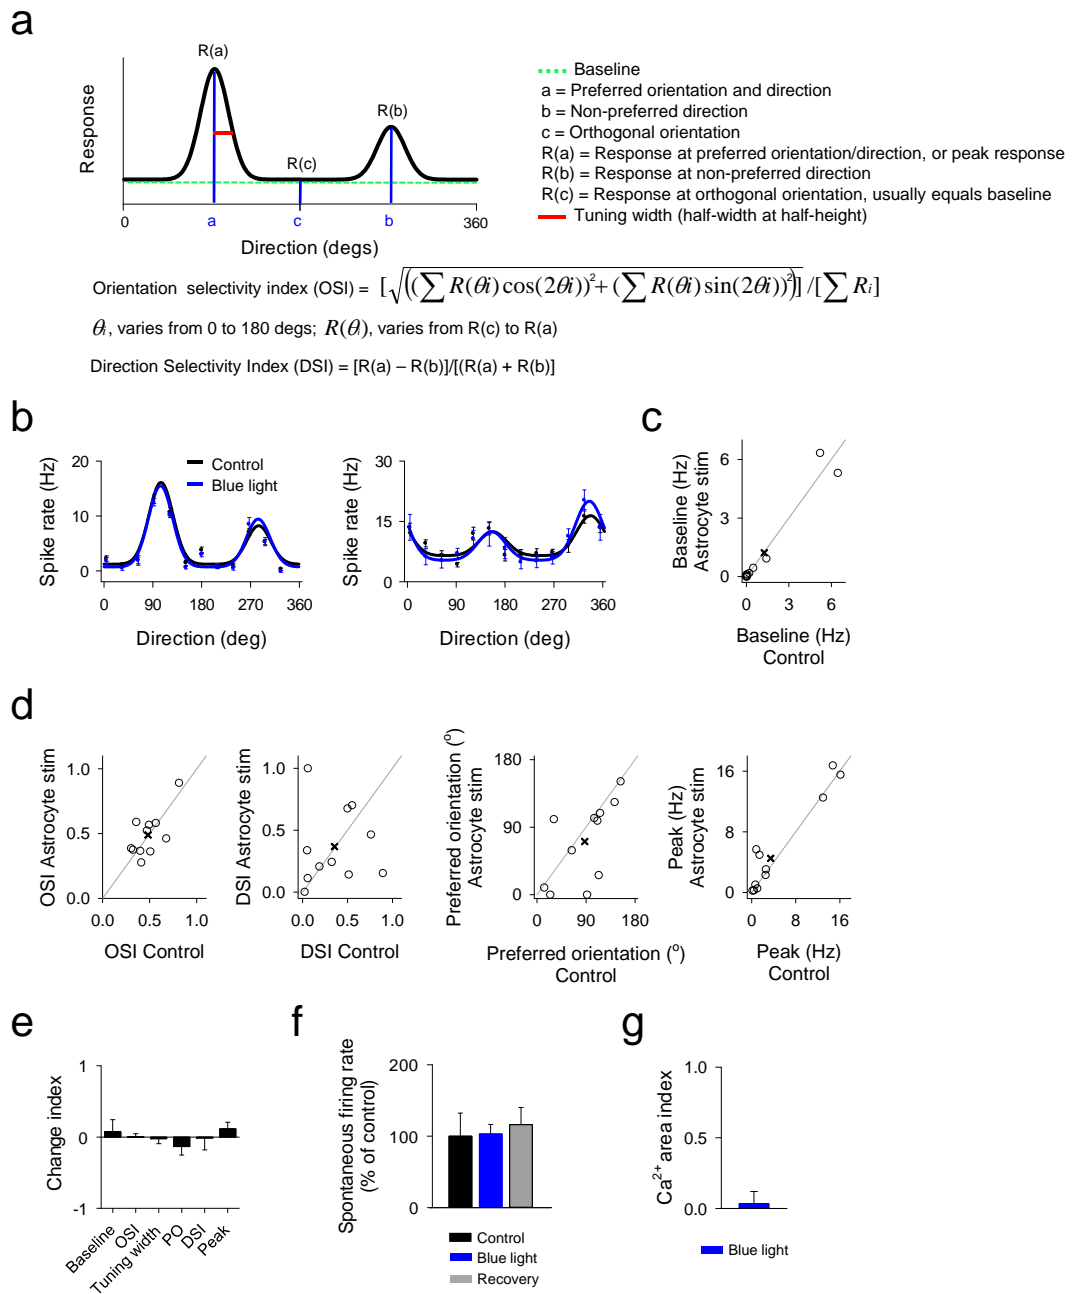 a
R(a)
R(b)
R(c)
Response
0
a
c
b
360
Direction (degs)
Baseline
a = Preferred orientation and direction
b = Non-preferred direction
c = Orthogonal orientation
R(a) = Response at preferred orientation/direction, or peak response
R(b) = Response at non-preferred direction
R(c) = Response at orthogonal orientation, usually equals baseline
Tuning width (half-width at half-height)
Orientation selectivity index (OSI) = [√((∑ R(θi) cos(2θi))²+ (∑ R(θi) sin(2θi))²)] /[∑ Ri]
θi, varies from 0 to 180 degs; R(θi), varies from R(c) to R(a)
Direction Selectivity Index (DSI) = [R(a) – R(b)]/[(R(a) + R(b)]
b
Spike rate (Hz)
20
10
0
Control
Blue light
0 90 180 270 360
Direction (deg)
Spike rate (Hz)
30
15
0
0 90 180 270 360
Direction (deg)
c
Baseline (Hz)
Astrocyte stim
6
3
0
0 3 6
Baseline (Hz)
Control
d
OSI Astrocyte stim
1.0
0.5
0.0
0.0 0.5 1.0
OSI Control
DSI Astrocyte stim
1.0
0.5
0.0
0.0 0.5 1.0
DSI Control
Preferred orientation (°)
Astrocyte stim
180
90
0
0 90 180
Preferred orientation (°)
Control
Peak (Hz)
Astrocyte stim
16
8
0
0 8 16
Peak (Hz)
Control
e
Change index
1
0
-1
Baseline
OSI
Tuning width
PO
DSI
Peak
f
Spontaneous firing rate
(% of control)
200
100
0
Control
Blue light
Recovery
g
Ca2+ area index
1.0
0.5
0.0
Blue light